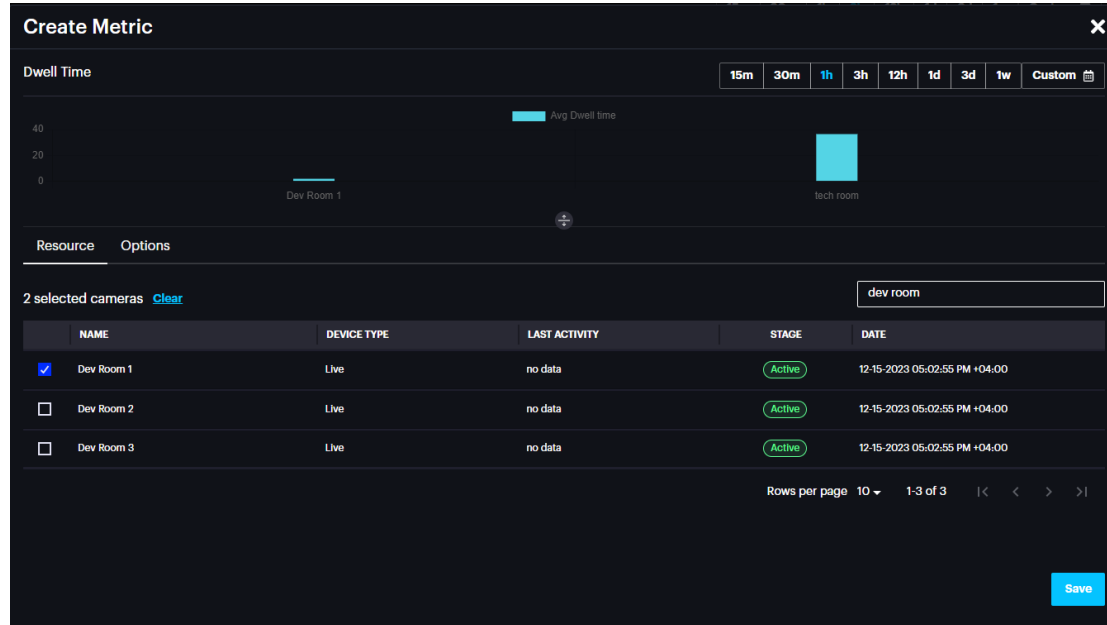 Create Metric
Dwell Time
15m 30m 1h 3h 12h 1d 3d 1w Custom
Avg Dwell time
40
20
0
Dev Room 1 tech room
Resource Options
2 selected cameras Clear
dev room
NAME DEVICE TYPE LAST ACTIVITY STAGE DATE
Dev Room 1 Live no data Active 12-15-2023 05:02:55 PM +04:00
Dev Room 2 Live no data Active 12-15-2023 05:02:55 PM +04:00
Dev Room 3 Live no data Active 12-15-2023 05:02:55 PM +04:00
Rows per page 10 1-3 of 3
Save